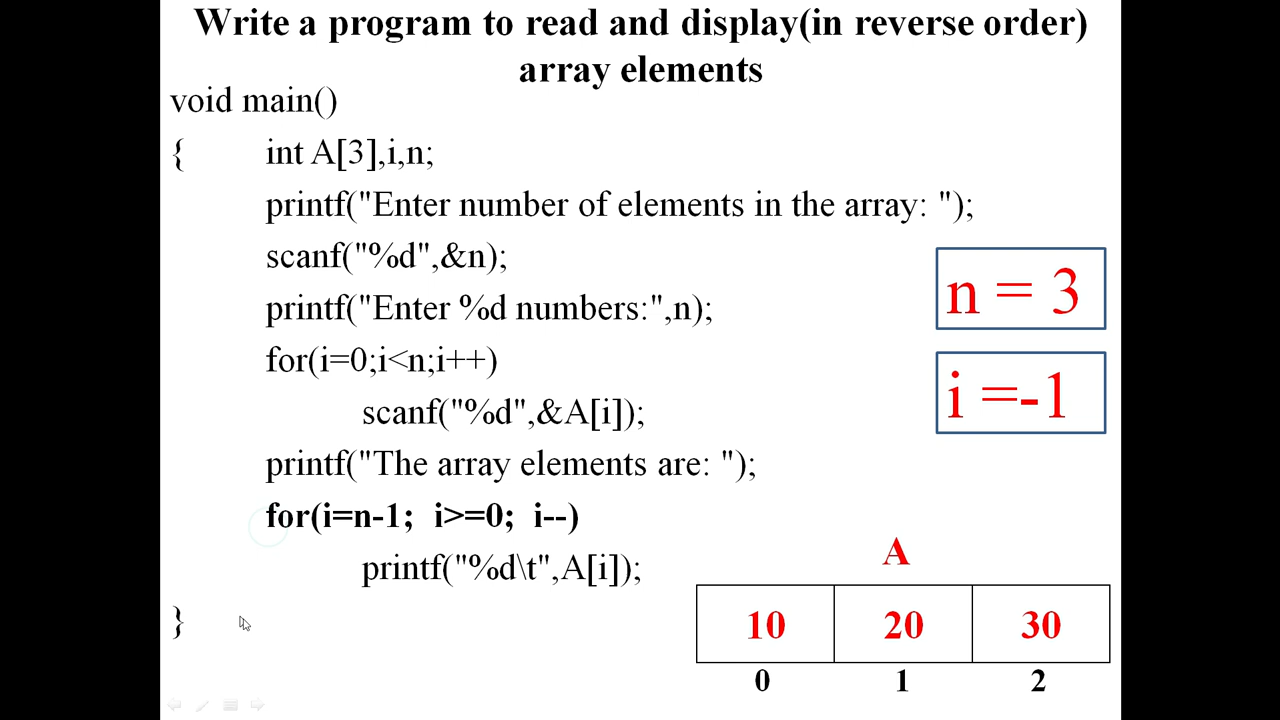 Write a program to read and display(in reverse order)
array elements
void main()
{ int A[3],i,n;
printf("Enter number of elements in the array: ");
scanf("%d",&n);
printf("Enter %d numbers:",n);
for(i=0;i<n;i++)
scanf("%d",&A[i]);
printf("The array elements are: ");
for(i=n-1; i>=0; i--)
printf("%d\t",A[i]);
}
n = 3
i =-1
A
10 20 30
0 1 2